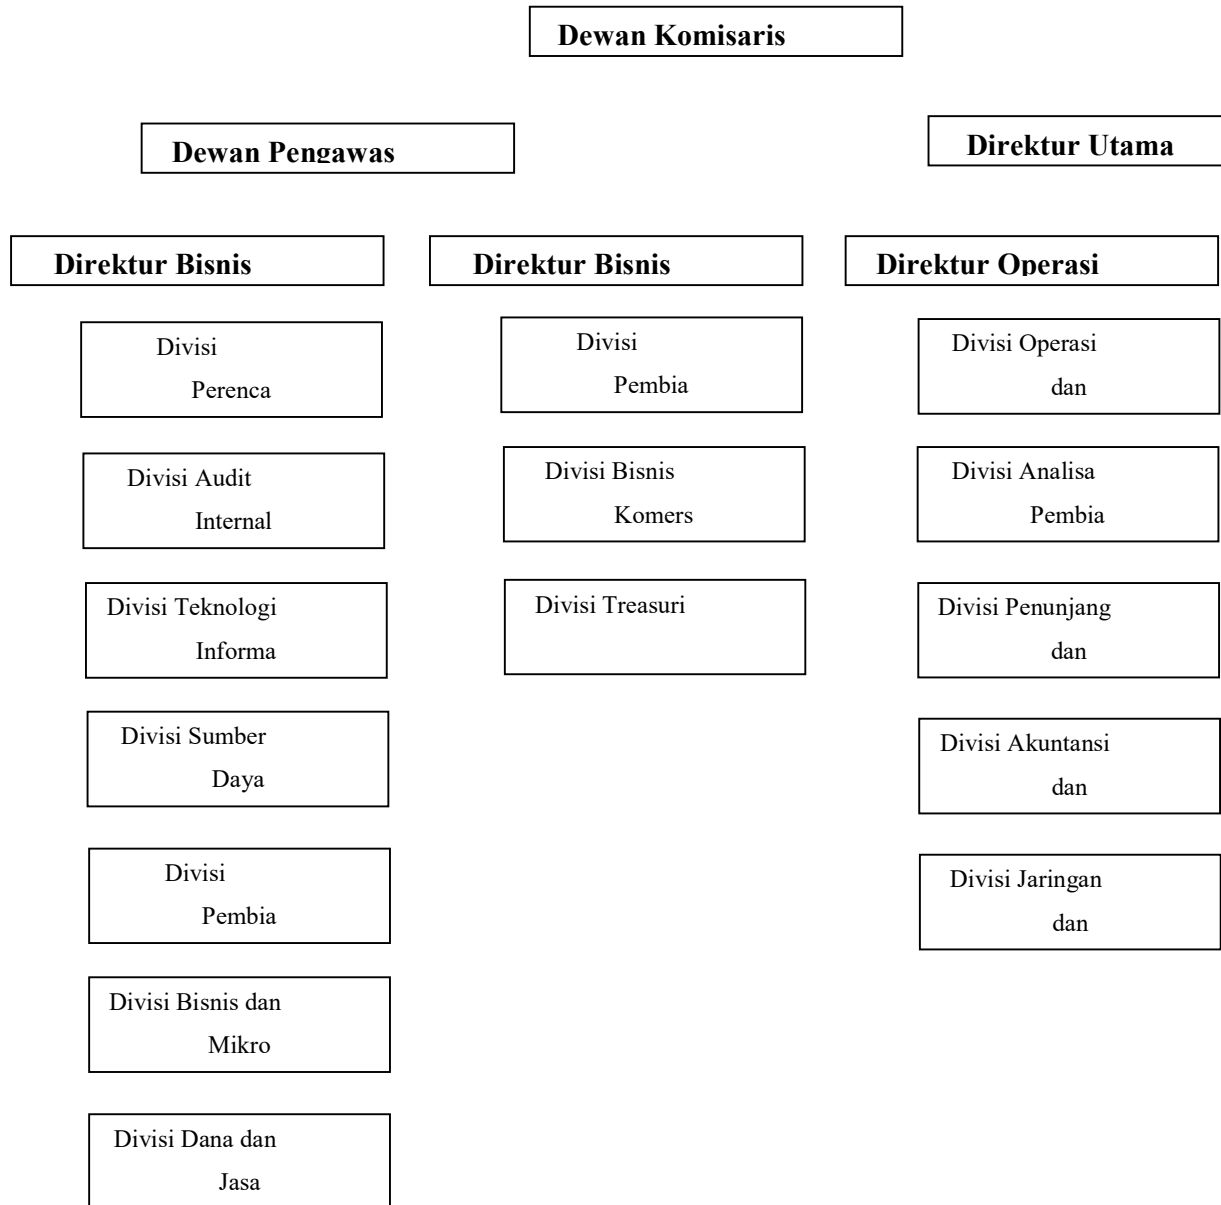 Dewan Komisaris
Dewan Pengawas
Direktur Utama
Direktur Bisnis
Direktur Bisnis
Direktur Operasi
Divisi
Perenca
Divisi
Pembia
Divisi Operasi
dan
Divisi Audit
Internal
Divisi Bisnis
Komers
Divisi Analisa
Pembia
Divisi Teknologi
Informa
Divisi Treasuri
Divisi Penunjang
dan
Divisi Sumber
Daya
Divisi Akuntansi
dan
Divisi
Pembia
Divisi Jaringan
dan
Divisi Bisnis dan
Mikro
Divisi Dana dan
Jasa